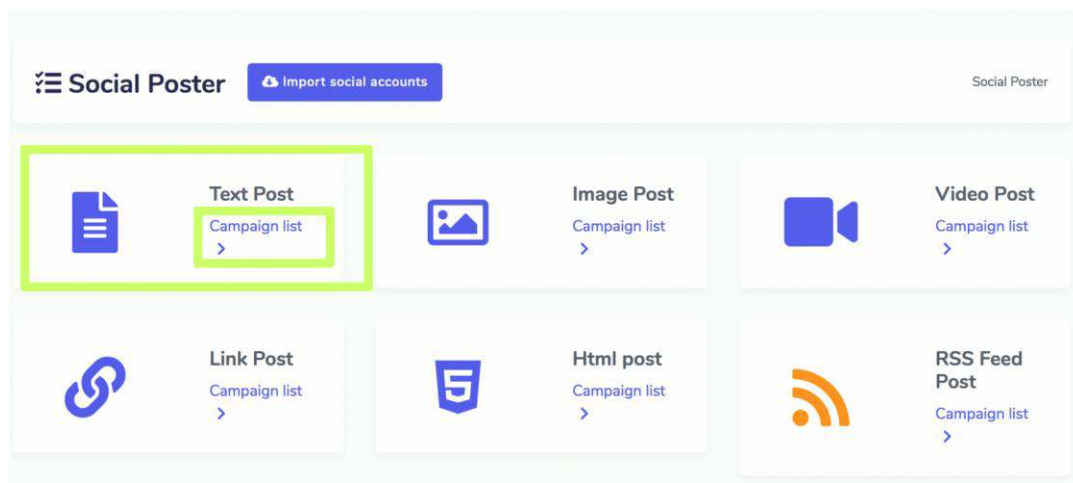 Social Poster
Import social accounts
Social Poster
Text Post
Campaign list
Image Post
Campaign list
Video Post
Campaign list
Link Post
Campaign list
Html post
Campaign list
RSS Feed
Post
Campaign list